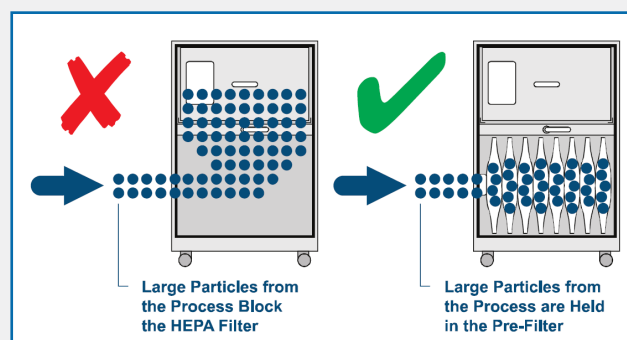 Large Particles from
the Process Block
the HEPA Filter
Large Particles from
the Process are Held
in the Pre-Filter